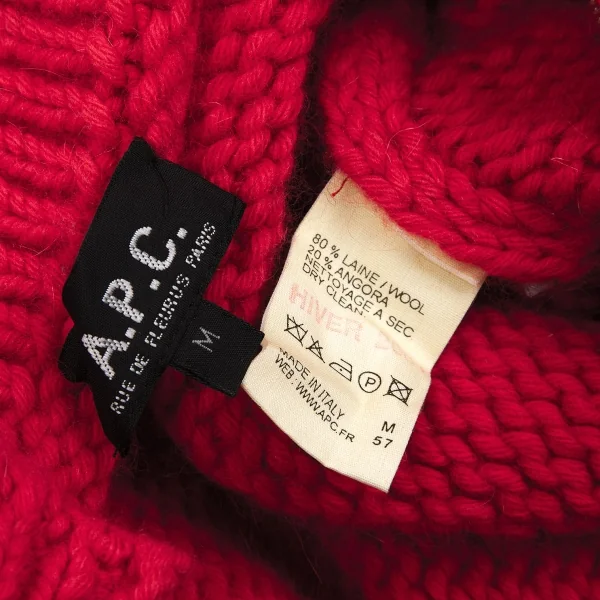 A.P.C.
RUE DE FLEURUS PARIS
M
80 % LAINE / WOOL
20 % ANGORA
NETTOYAGE A SEC
DRY CLEAN
HIVER
P
MADE IN ITALY
WEB : WWW.APC.FR
M
57